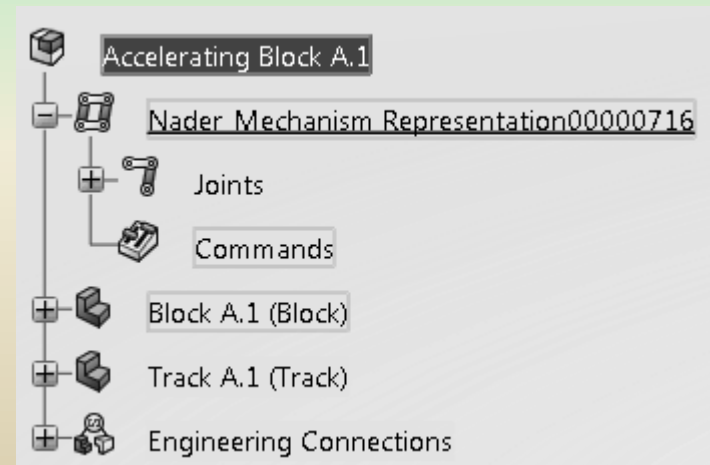 Accelerating Block A.1
Nader Mechanism Representation00000716
Joints
Commands
Block A.1 (Block)
Track A.1 (Track)
Engineering Connections